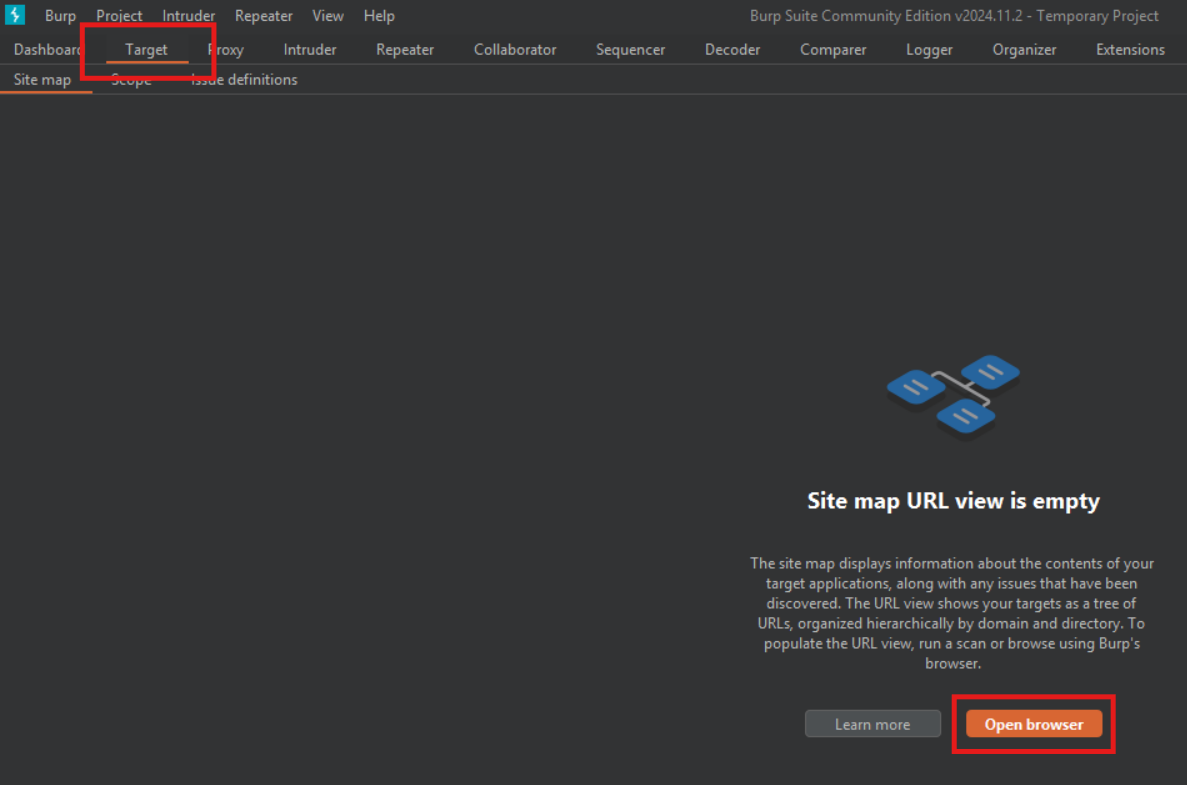 Burp Project Intruder Repeater View Help Burp Suite Community Edition v2024.11.2 - Temporary Project
Dashboard Target Proxy Intruder Repeater Collaborator Sequencer Decoder Comparer Logger Organizer Extensions
Site map Scope Issue definitions
Site map URL view is empty
The site map displays information about the contents of your
target applications, along with any issues that have been
discovered. The URL view shows your targets as a tree of
URLs, organized hierarchically by domain and directory. To
populate the URL view, run a scan or browse using Burp's
browser.
Learn more Open browser